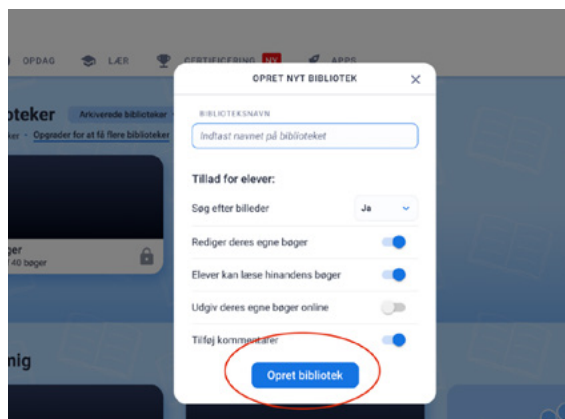 OPDAG LÆR CERTIFICERING NY APPS
OPRET NYT BIBLIOTEK
oteker Arkiverede biblioteker
ker - Opgrader for at få flere biblioteker
BIBLIOTEKSNAVN
Indtast navnet på biblioteket
Tillad for elever:
Søg efter billeder Ja
Rediger deres egne bøger
Elever kan læse hinandens bøger
Udgiv deres egne bøger online
Tilføj kommentarer
Opret bibliotek
ger
40 bøger
mig